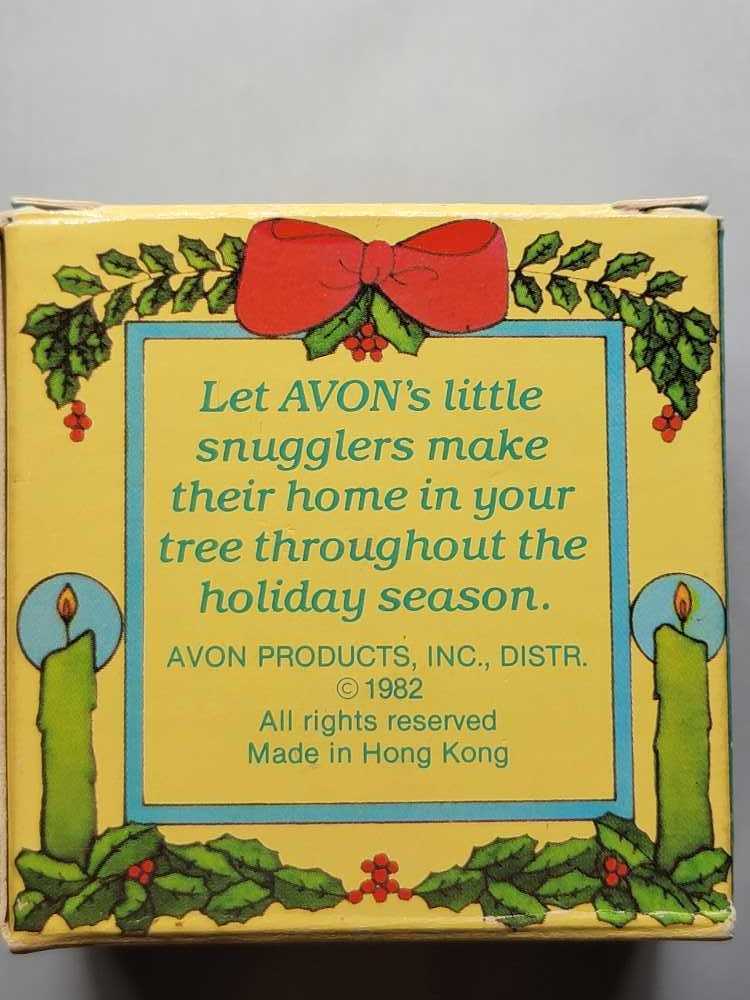 Let AVON's little
snugglers make
their home in your
tree throughout the
holiday season.
AVON PRODUCTS, INC., DISTR.
© 1982
All rights reserved
Made in Hong Kong